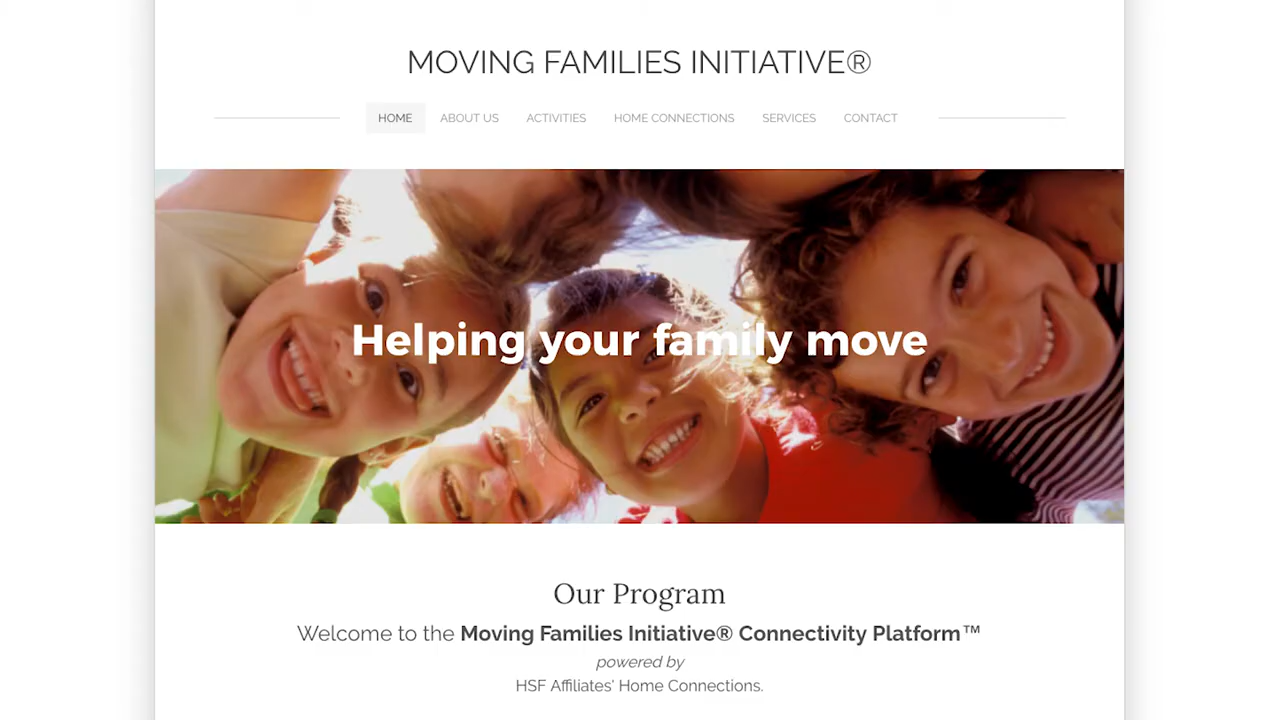 MOVING FAMILIES INITIATIVE®
HOME ABOUT US ACTIVITIES HOME CONNECTIONS SERVICES CONTACT
Helping your family move
Our Program
Welcome to the Moving Families Initiative® Connectivity Platform™
powered by
HSF Affiliates' Home Connections.